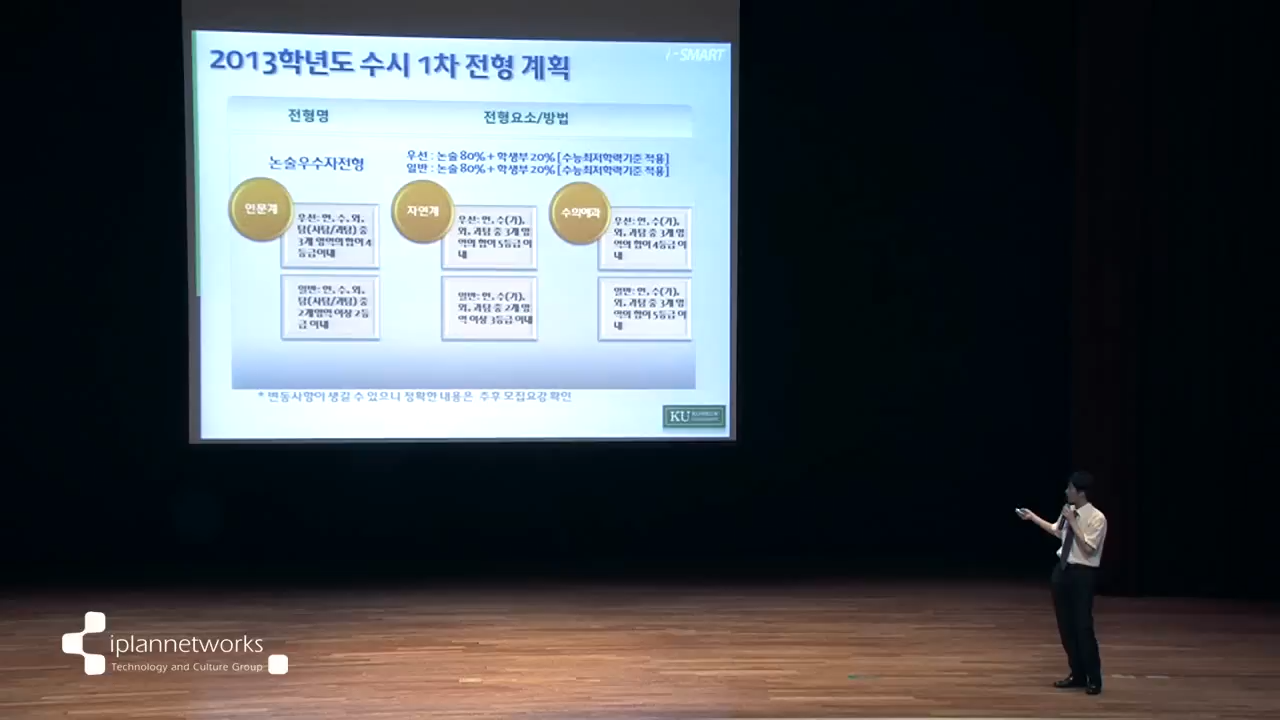 2013학년도 수시 1차 전형 계획
i-SMART
전형명
전형요소/방법
논술우수자전형
우선 : 논술 80% + 학생부 20% [수능최저학력기준 적용]
일반 : 논술 80% + 학생부 20% [수능최저학력기준 적용]
인문계
우선: 언, 수, 외,
탐(사탐/과탐) 중
3개 영역의 합이 4
등급 이내
일반: 언, 수, 외,
탐(사탐/과탐) 중
2개영역 이상 2등
급 이내
자연계
우선: 언, 수(가),
외, 과탐 중 3개 영
역의 합이 5등급 이
내
일반: 언, 수(가),
외, 과탐 중 2개 영
역 이상 3등급 이내
수의예과
우선: 언, 수(가),
외, 과탐 중 3개 영
역의 합이 4등급 이
내
일반: 언, 수(가),
외, 과탐 중 3개 영
역의 합이 5등급 이
내
* 변동사항이 생길 수 있으니 정확한 내용은 추후 모집요강 확인
KU
iplannetworks
Technology and Culture Group